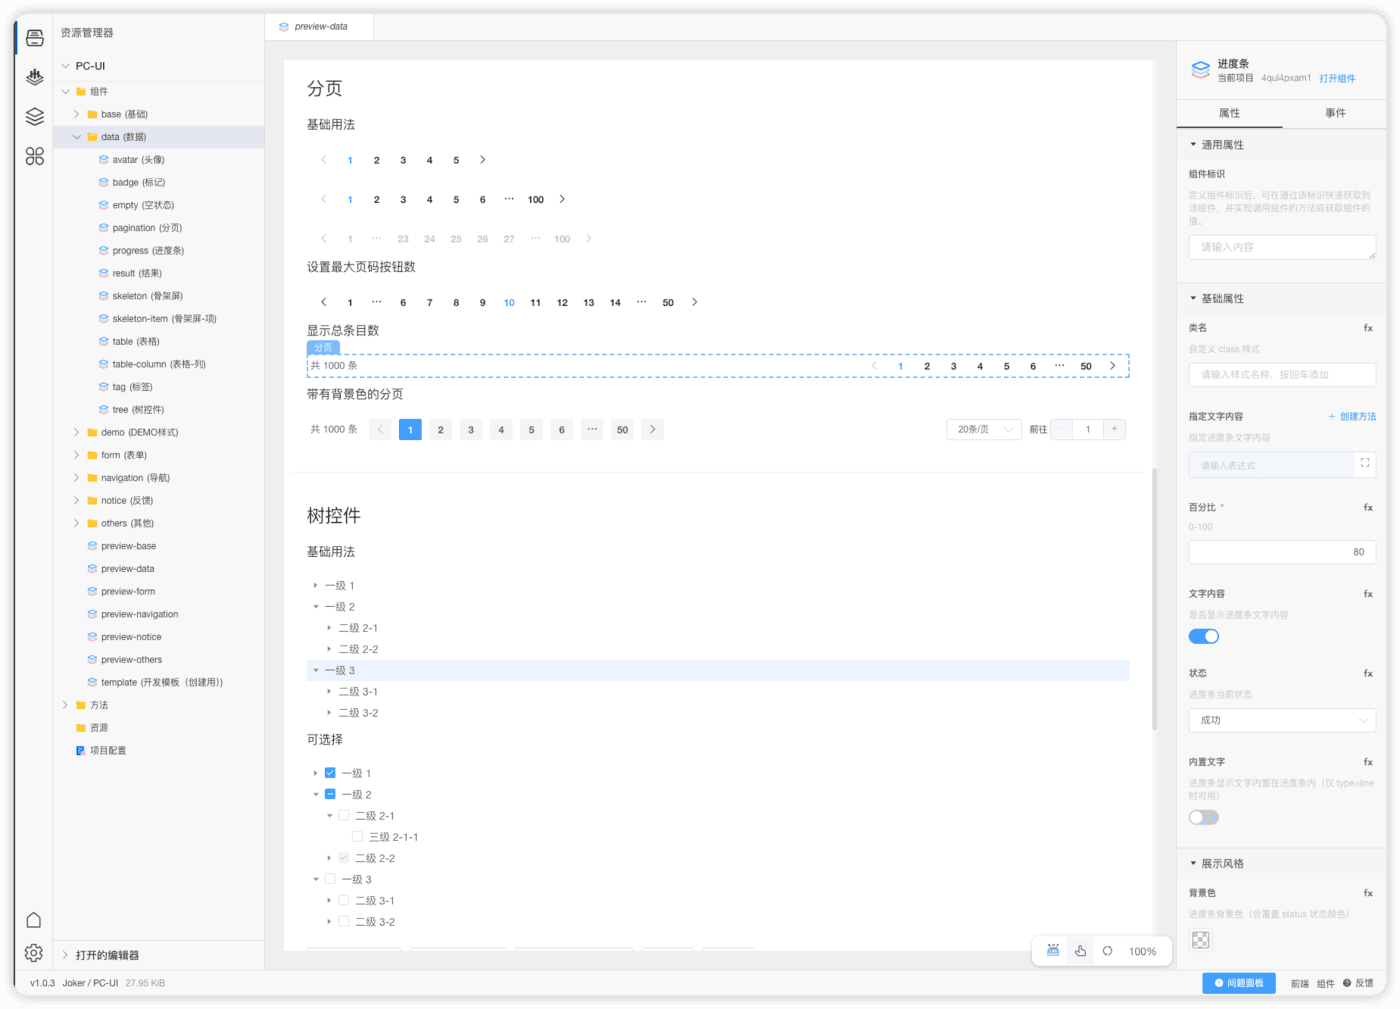 资源管理器
PC-UI
组件
base (基础)
data (数据)
avatar (头像)
badge (标记)
empty (空状态)
pagination (分页)
progress (进度条)
result (结果)
skeleton (骨架屏)
skeleton-item (骨架屏-项)
table (表格)
table-column (表格-列)
tag (标签)
tree (树控件)
demo (DEMO样式)
form (表单)
navigation (导航)
notice (反馈)
others (其他)
preview-base
preview-data
preview-form
preview-navigation
preview-notice
preview-others
template (开发模板（创建用）)
方法
资源
项目配置
打开的编辑器
preview-data
分页
基础用法
1 2 3 4 5
1 2 3 4 5 6 ··· 100
1 ··· 23 24 25 26 27 ··· 100
设置最大页码按钮数
1 ··· 6 7 8 9 10 11 12 13 14 ··· 50
显示总条目数
分页
共 1000 条 1 2 3 4 5 6 ··· 50
带有背景色的分页
共 1000 条 1 2 3 4 5 6 ··· 50 20条/页 前往 - 1 +
树控件
基础用法
一级 1
一级 2
二级 2-1
二级 2-2
一级 3
二级 3-1
二级 3-2
可选择
一级 1
一级 2
二级 2-1
三级 2-1-1
二级 2-2
一级 3
二级 3-1
二级 3-2
100%
进度条
当前项目 4qul4pxam1 打开组件
属性 事件
通用属性
组件标识
定义组件标识后，可在通过该标识快速获取到
该组件，并实现调用组件的方法或获取组件的
值。
请输入内容
基础属性
类名 fx
自定义 class 样式
请输入样式名称，按回车添加
指定文字内容 + 创建方法
指定进度条文字内容
请输入表达式
百分比 * fx
0-100
80
文字内容 fx
是否显示进度条文字内容
状态 fx
进度条当前状态
成功
内置文字 fx
进度条显示文字内置在进度条内（仅 type=line
时可用）
展示风格
背景色 fx
进度条背景色（会覆盖 status 状态颜色）
v1.0.3 Joker / PC-UI 27.95 KiB
问题面板 前端 组件 反馈